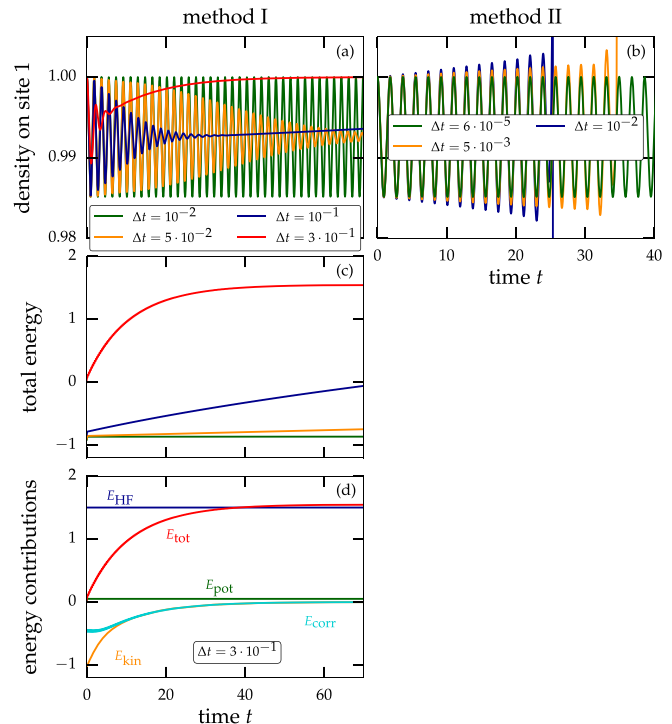 method I
method II
(a)
(b)
density on site 1
1.00
0.99
0.98
Δt = 10⁻²
Δt = 10⁻¹
Δt = 5 · 10⁻²
Δt = 3 · 10⁻¹
Δt = 6 · 10⁻⁵
Δt = 10⁻²
Δt = 5 · 10⁻³
0 10 20 30 40
time t
(c)
total energy
2
1
0
−1
(d)
energy contributions
2
1
0
−1
E_HF
E_tot
E_pot
E_corr
E_kin
Δt = 3 · 10⁻¹
0 20 40 60
time t